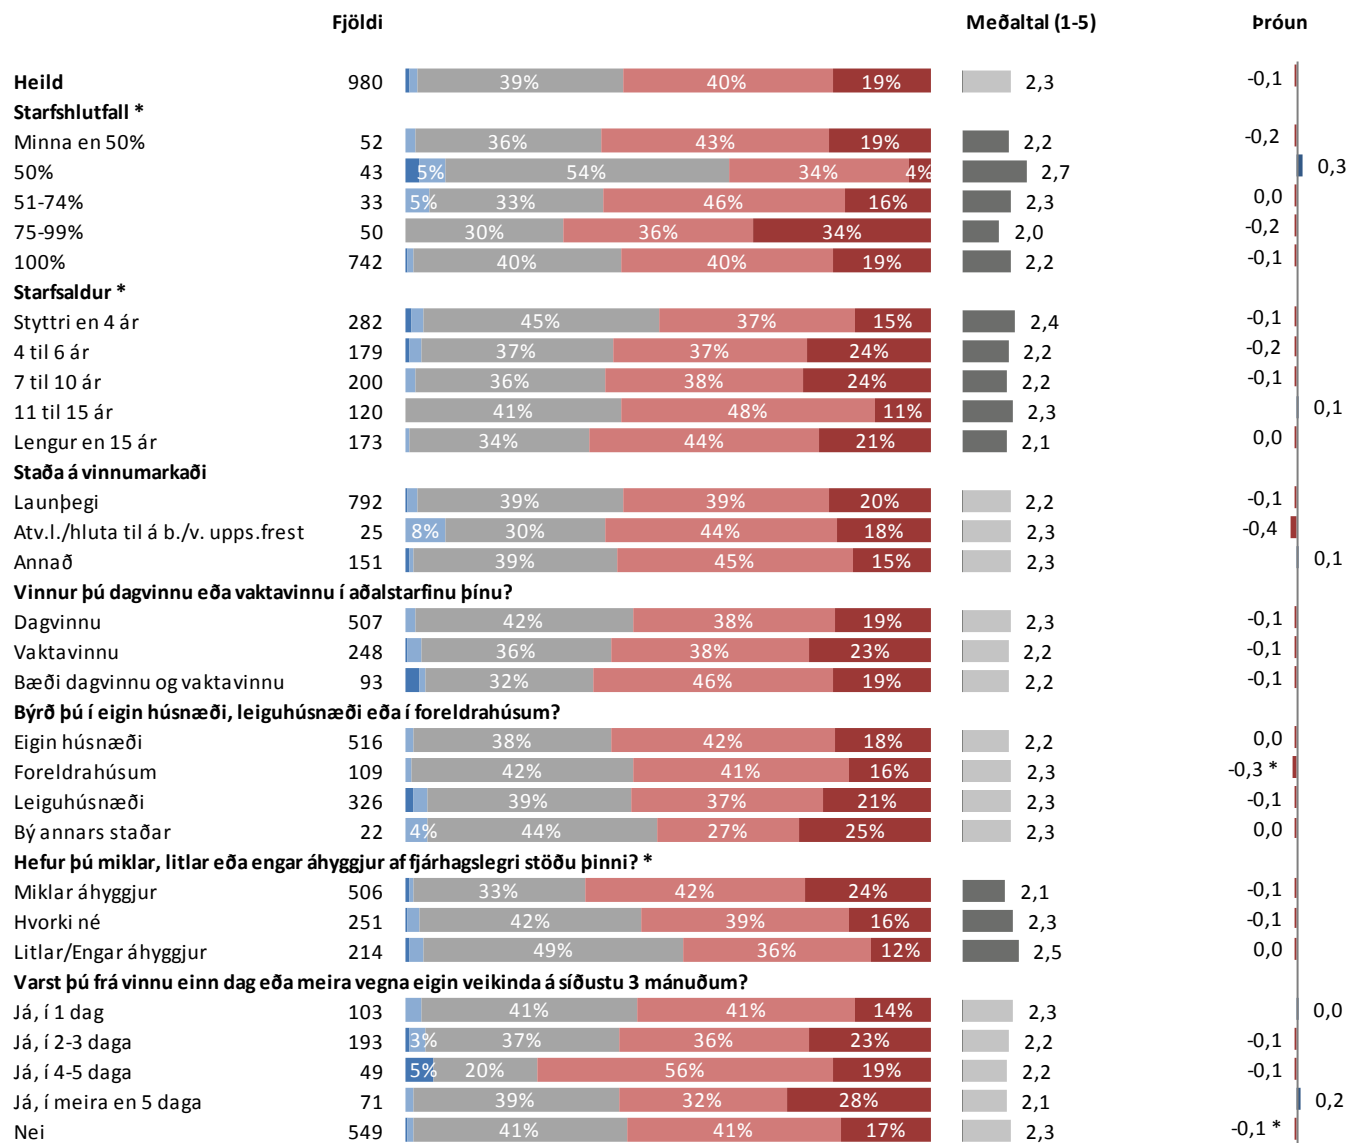 Fjöldi Meðaltal (1-5) Þróun
Heild 980 39% 40% 19% 2,3 -0,1
Starfshlutfall *
Minna en 50% 52 36% 43% 19% 2,2 -0,2
50% 43 5% 54% 34% 4% 2,7 0,3
51-74% 33 5% 33% 46% 16% 2,3 0,0
75-99% 50 30% 36% 34% 2,0 -0,2
100% 742 40% 40% 19% 2,2 -0,1
Starfsaldur *
Styttri en 4 ár 282 45% 37% 15% 2,4 -0,1
4 til 6 ár 179 37% 37% 24% 2,2 -0,2
7 til 10 ár 200 36% 38% 24% 2,2 -0,1
11 til 15 ár 120 41% 48% 11% 2,3 0,1
Lengur en 15 ár 173 34% 44% 21% 2,1 0,0
Staða á vinnumarkaði
Launþegi 792 39% 39% 20% 2,2 -0,1
Atv.l./hluta til á b./v. upps.frest 25 8% 30% 44% 18% 2,3 -0,4
Annað 151 39% 45% 15% 2,3 0,1
Vinnur þú dagvinnu eða vaktavinnu í aðalstarfinu þínu?
Dagvinnu 507 42% 38% 19% 2,3 -0,1
Vaktavinnu 248 36% 38% 23% 2,2 -0,1
Bæði dagvinnu og vaktavinnu 93 32% 46% 19% 2,2 -0,1
Býrð þú í eigin húsnæði, leiguhúsnæði eða í foreldrahúsum?
Eigin húsnæði 516 38% 42% 18% 2,2 0,0
Foreldrahúsum 109 42% 41% 16% 2,3 -0,3 *
Leiguhúsnæði 326 39% 37% 21% 2,3 -0,1
Bý annars staðar 22 4% 44% 27% 25% 2,3 0,0
Hefur þú miklar, litlar eða engar áhyggjur af fjárhagslegri stöðu þinni? *
Miklar áhyggjur 506 33% 42% 24% 2,1 -0,1
Hvorki né 251 42% 39% 16% 2,3 -0,1
Litlar/Engar áhyggjur 214 49% 36% 12% 2,5 0,0
Varst þú frá vinnu einn dag eða meira vegna eigin veikinda á síðustu 3 mánuðum?
Já, í 1 dag 103 41% 41% 14% 2,3 0,0
Já, í 2-3 daga 193 3% 37% 36% 23% 2,2 -0,1
Já, í 4-5 daga 49 5% 20% 56% 19% 2,2 -0,1
Já, í meira en 5 daga 71 39% 32% 28% 2,1 0,2
Nei 549 41% 41% 17% 2,3 -0,1 *